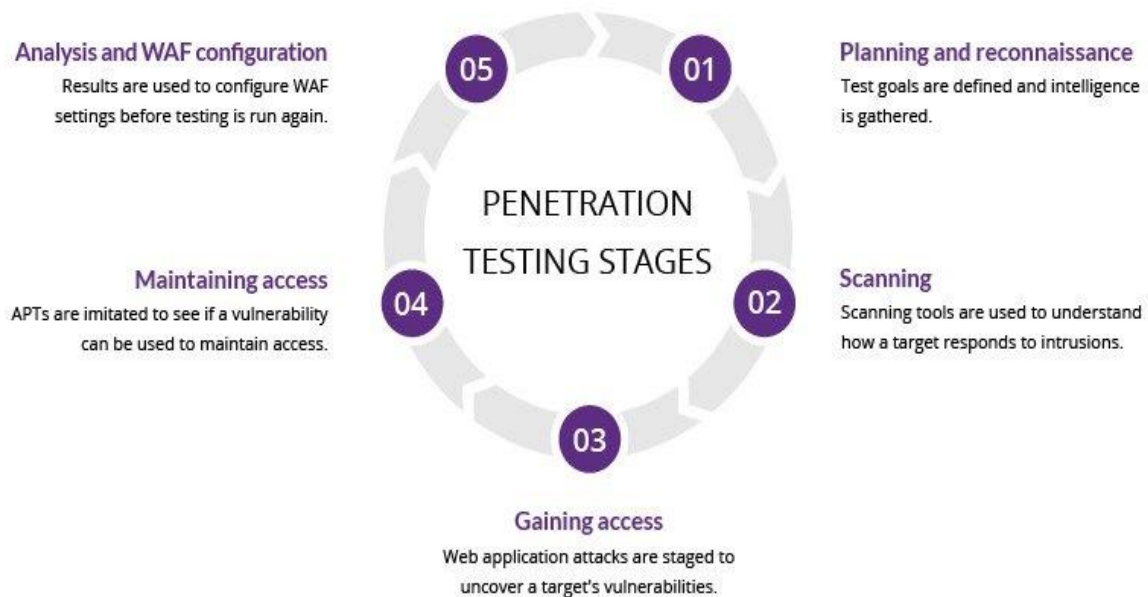 PENETRATION
TESTING STAGES
01
Planning and reconnaissance
Test goals are defined and intelligence
is gathered.
02
Scanning
Scanning tools are used to understand
how a target responds to intrusions.
03
Gaining access
Web application attacks are staged to
uncover a target's vulnerabilities.
04
Maintaining access
APTs are imitated to see if a vulnerability
can be used to maintain access.
05
Analysis and WAF configuration
Results are used to configure WAF
settings before testing is run again.